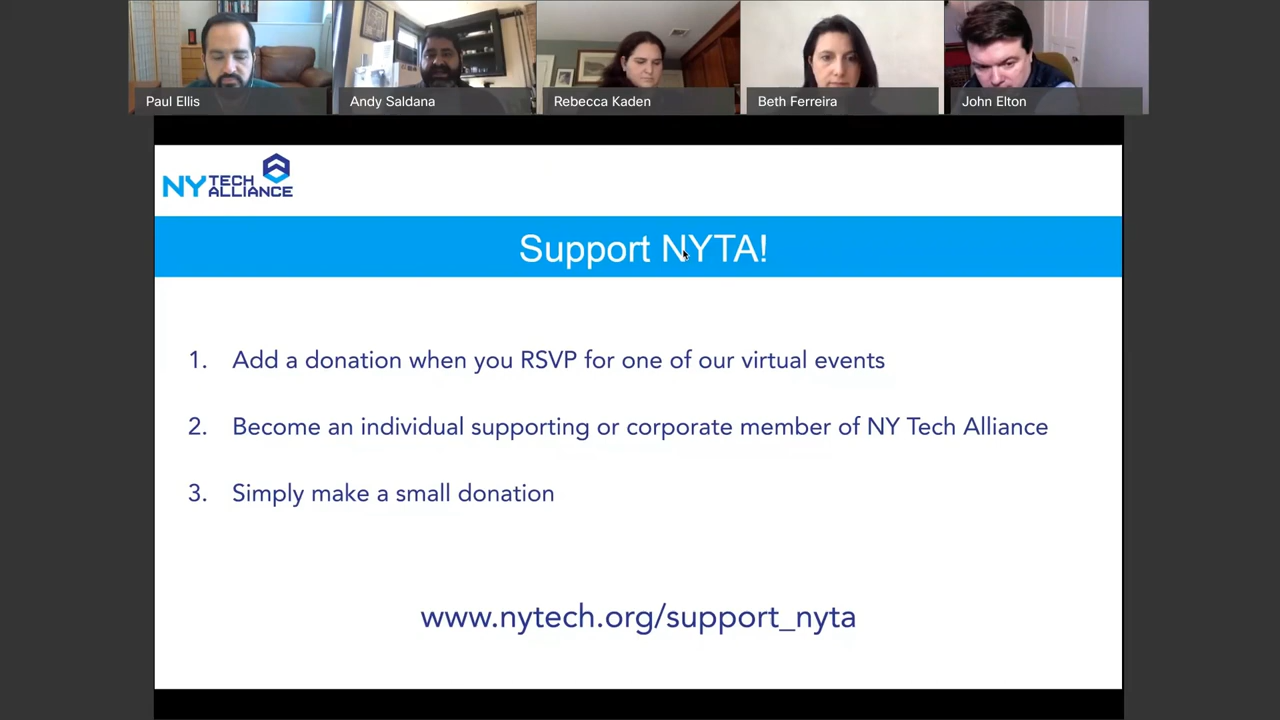 Paul Ellis
Andy Saldana
Rebecca Kaden
Beth Ferreira
John Elton
NY TECH
ALLIANCE
Support NYTA!
1. Add a donation when you RSVP for one of our virtual events
2. Become an individual supporting or corporate member of NY Tech Alliance
3. Simply make a small donation
www.nytech.org/support_nyta